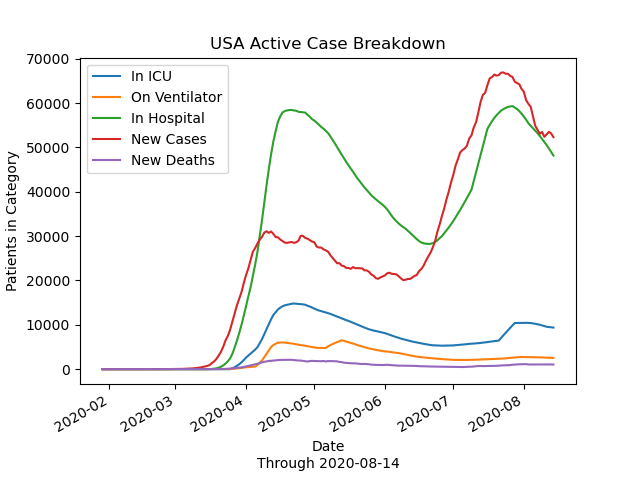 USA Active Case Breakdown
In ICU
On Ventilator
In Hospital
New Cases
New Deaths
Patients in Category
70000
60000
50000
40000
30000
20000
10000
0
2020-02
2020-03
2020-04
2020-05
2020-06
2020-07
2020-08
Date
Through 2020-08-14